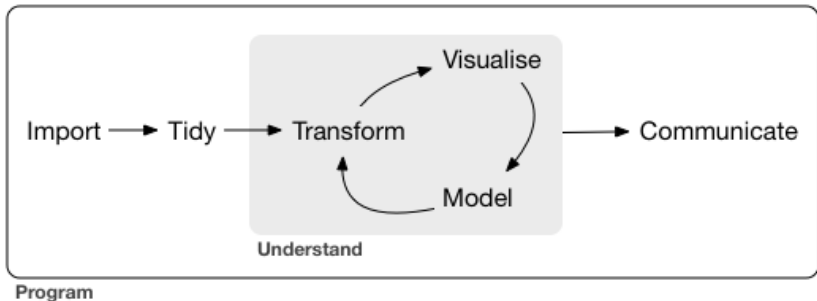 Visualise
Import
Tidy
Transform
Communicate
Model
Understand
Program